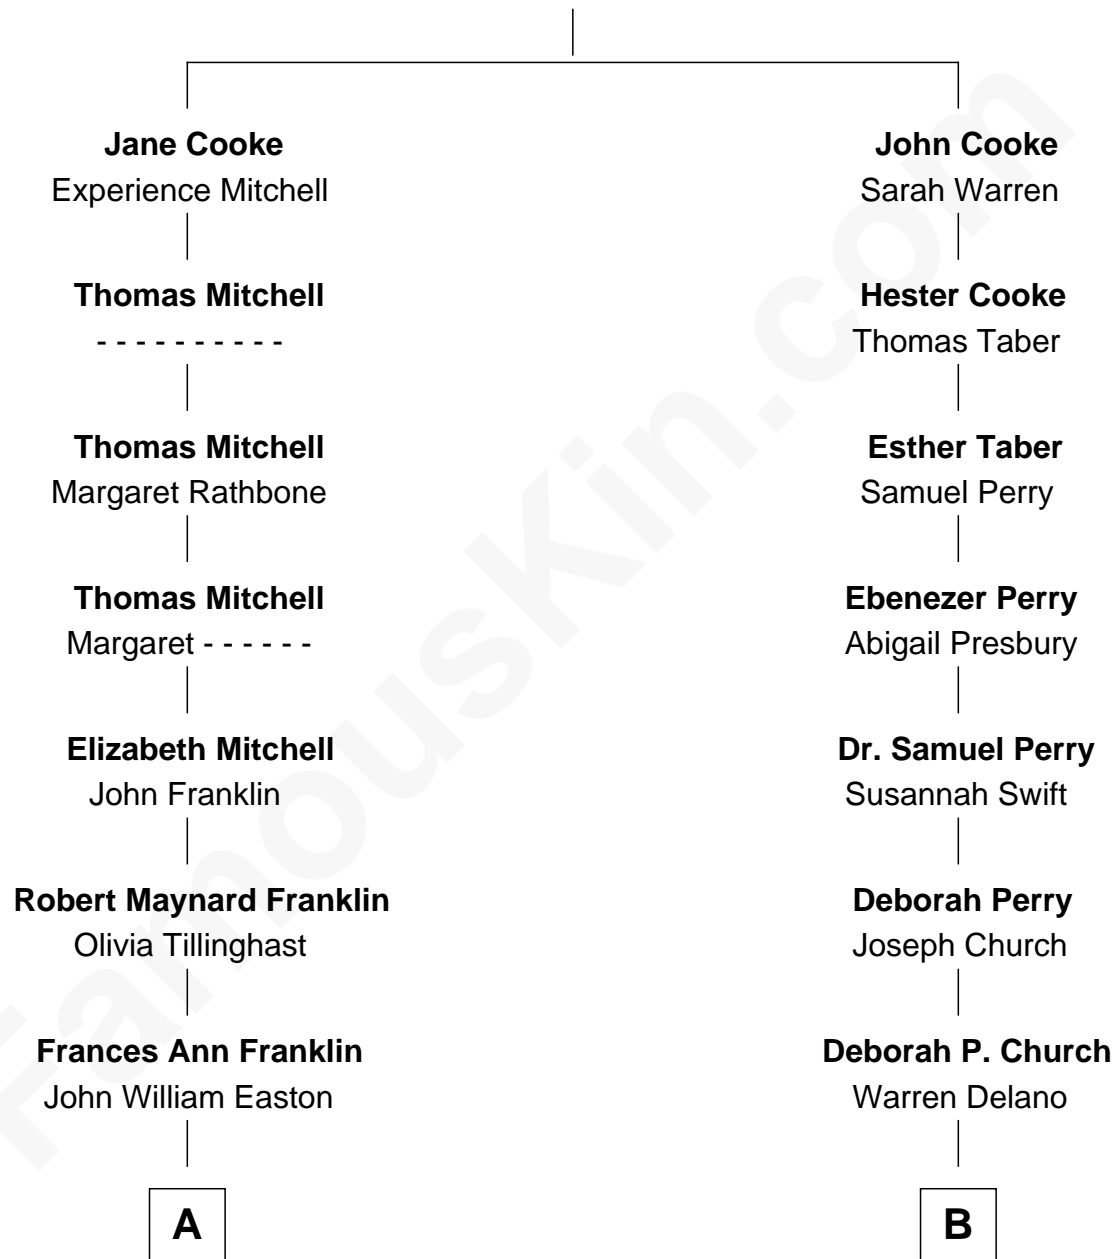 Jane Cooke
Experience Mitchell
Thomas Mitchell
- - - - - - - - - -
Thomas Mitchell
Margaret Rathbone
Thomas Mitchell
Margaret - - - - - -
Elizabeth Mitchell
John Franklin
Robert Maynard Franklin
Olivia Tillinghast
Frances Ann Franklin
John William Easton
A
John Cooke
Sarah Warren
Hester Cooke
Thomas Taber
Esther Taber
Samuel Perry
Ebenezer Perry
Abigail Presbury
Dr. Samuel Perry
Susannah Swift
Deborah Perry
Joseph Church
Deborah P. Church
Warren Delano
B
FamousKin.com